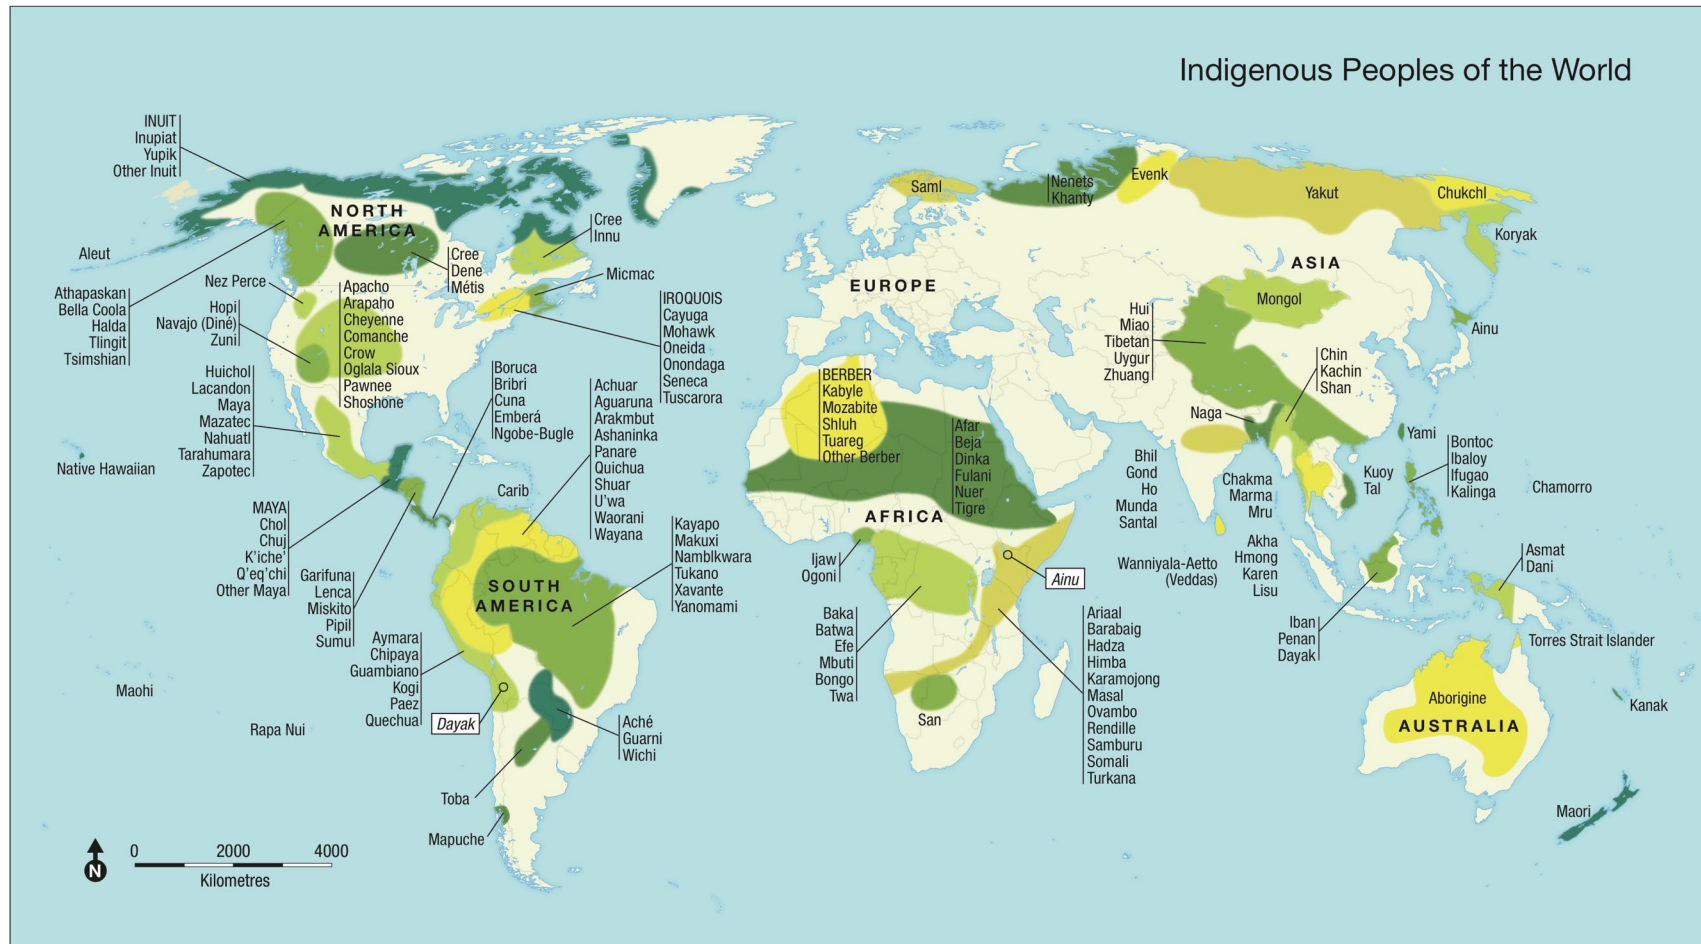 Indigenous Peoples of the World
INUIT
Inupiat
Yupik
Other Inuit
NORTH
AMERICA
Aleut
Athapaskan
Bella Coola
Halda
Tlingit
Tsimshian
Nez Perce
Hopi
Navajo (Diné)
Zuni
Cree
Dene
Métis
Cree
Innu
Micmac
Apacho
Arapaho
Cheyenne
Comanche
Crow
Oglala Sioux
Pawnee
Shoshone
IROQUOIS
Cayuga
Mohawk
Oneida
Onondaga
Seneca
Tuscarora
Huichol
Lacandon
Maya
Mazatec
Nahuatl
Tarahumara
Zapotec
Native Hawaiian
Boruca
Bribri
Cuna
Emberá
Ngobe-Bugle
Achuar
Aguaruna
Arakmbut
Ashaninka
Panare
Quichua
Shuar
U'wa
Waorani
Wayana
Carib
MAYA
Chol
Chuj
K'iche'
Q'eq'chi
Other Maya
Garifuna
Lenca
Miskito
Pipil
Sumu
SOUTH
AMERICA
Kayapo
Makuxi
Namblkwara
Tukano
Xavante
Yanomami
Aymara
Chipaya
Guambiano
Kogi
Paez
Quechua
Dayak
Aché
Guarni
Wichi
Toba
Mapuche
Maohi
Rapa Nui
N
0 2000 4000
Kilometres
EUROPE
Saml
Nenets
Khanty
Evenk
Yakut
Chukchl
Koryak
ASIA
Mongol
Ainu
Hui
Miao
Tibetan
Uygur
Zhuang
Chin
Kachin
Shan
Naga
Yami
Bontoc
Ibaloy
Ifugao
Kalinga
Kuoy
Tal
Chamorro
Bhil
Gond
Ho
Munda
Santal
Chakma
Marma
Mru
Akha
Hmong
Karen
Lisu
Wanniyala-Aetto
(Veddas)
Iban
Penan
Dayak
Asmat
Dani
Torres Strait Islander
BERBER
Kabyle
Mozabite
Shluh
Tuareg
Other Berber
Afar
Beja
Dinka
Fulani
Nuer
Tigre
AFRICA
Ijaw
Ogoni
Ainu
Baka
Batwa
Efe
Mbuti
Bongo
Twa
San
Ariaal
Barabaig
Hadza
Himba
Karamojong
Masal
Ovambo
Rendille
Samburu
Somali
Turkana
Aborigine
AUSTRALIA
Kanak
Maori